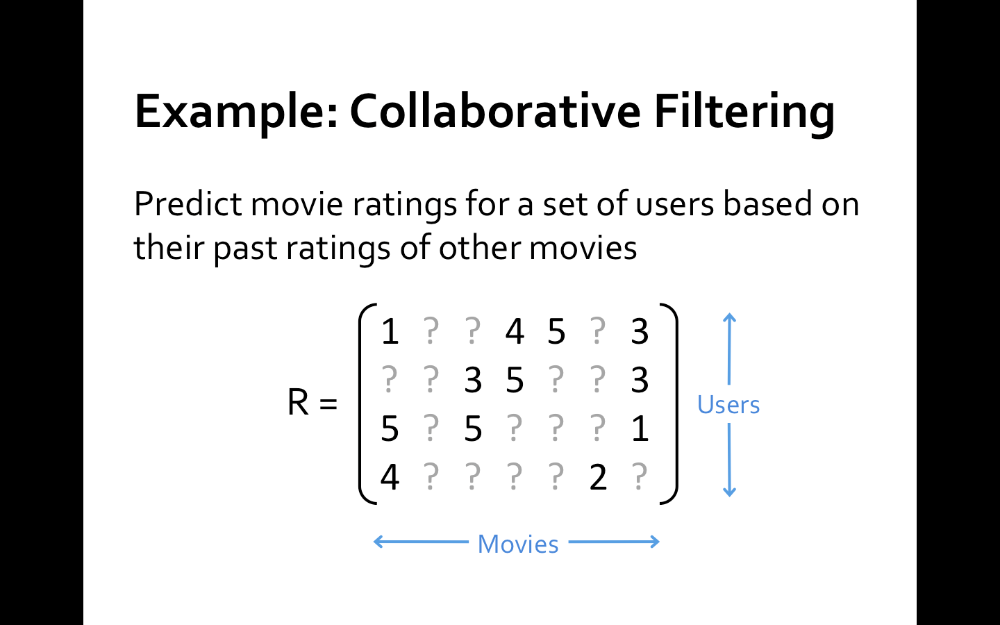 Example: Collaborative Filtering
Predict movie ratings for a set of users based on
their past ratings of other movies
1 ? ? 4 5 ? 3
? ? 3 5 ? ? 3
R =
5 ? 5 ? ? ? 1
4 ? ? ? ? 2 ?
Users
Movies